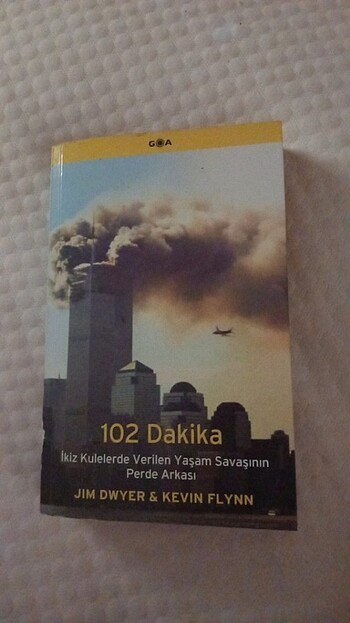 GOA
102 Dakika
İkiz Kulelerde Verilen Yaşam Savaşının
Perde Arkası
JIM DWYER & KEVIN FLYNN